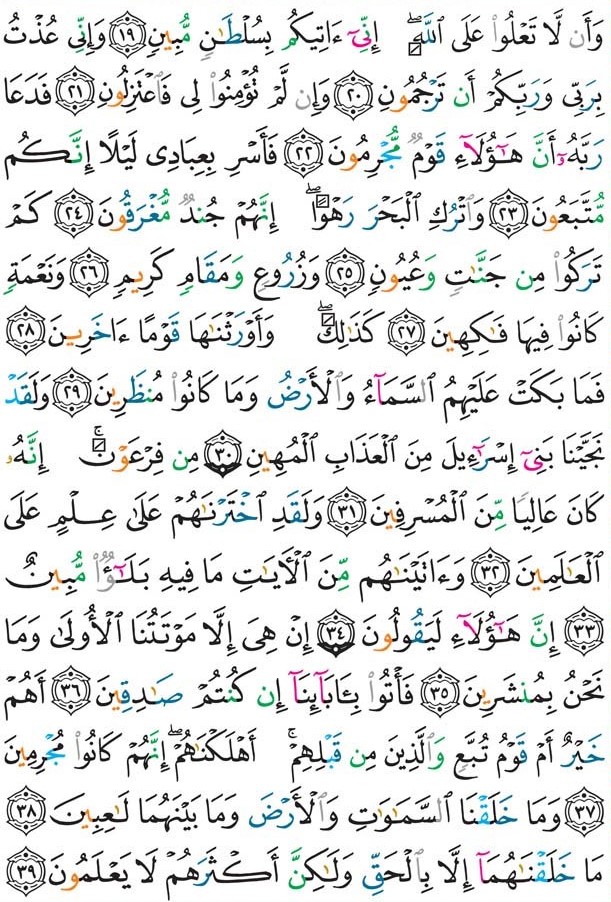 وَأَن لَّا تَعْلُوا۟ عَلَى ٱللَّهِ ۖ إِنِّىٓ ءَاتِيكُم بِسُلْطَـٰنٍ مُّبِينٍ ﴿١٩﴾ وَإِنِّى عُذْتُ
بِرَبِّى وَرَبِّكُمْ أَن تَرْجُمُونِ ﴿٢٠﴾ وَإِن لَّمْ تُؤْمِنُوا۟ لِى فَٱعْتَزِلُونِ ﴿٢١﴾ فَدَعَا
رَبَّهُۥٓ أَنَّ هَـٰٓؤُلَآءِ قَوْمٌ مُّجْرِمُونَ ﴿٢٢﴾ فَأَسْرِ بِعِبَادِى لَيْلًا إِنَّكُم
مُّتَّبَعُونَ ﴿٢٣﴾ وَٱتْرُكِ ٱلْبَحْرَ رَهْوًا ۖ إِنَّهُمْ جُندٌ مُّغْرَقُونَ ﴿٢٤﴾ كَمْ
تَرَكُوا۟ مِن جَنَّـٰتٍ وَعُيُونٍ ﴿٢٥﴾ وَزُرُوعٍ وَمَقَامٍ كَرِيمٍ ﴿٢٦﴾ وَنَعْمَةٍ
كَانُوا۟ فِيهَا فَـٰكِهِينَ ﴿٢٧﴾ كَذَٰلِكَ ۖ وَأَوْرَثْنَـٰهَا قَوْمًا ءَاخَرِينَ ﴿٢٨﴾
فَمَا بَكَتْ عَلَيْهِمُ ٱلسَّمَآءُ وَٱلْأَرْضُ وَمَا كَانُوا۟ مُنظَرِينَ ﴿٢٩﴾ وَلَقَدْ
نَجَّيْنَا بَنِىٓ إِسْرَٰٓءِيلَ مِنَ ٱلْعَذَابِ ٱلْمُهِينِ ﴿٣٠﴾ مِن فِرْعَوْنَ ۚ إِنَّهُۥ
كَانَ عَالِيًا مِّنَ ٱلْمُسْرِفِينَ ﴿٣١﴾ وَلَقَدِ ٱخْتَرْنَـٰهُمْ عَلَىٰ عِلْمٍ عَلَى
ٱلْعَـٰلَمِينَ ﴿٣٢﴾ وَءَاتَيْنَـٰهُم مِّنَ ٱلْـَٔايَـٰتِ مَا فِيهِ بَلَـٰٓؤٌا۟ مُّبِينٌ
﴿٣٣﴾ إِنَّ هَـٰٓؤُلَآءِ لَيَقُولُونَ ﴿٣٤﴾ إِنْ هِىَ إِلَّا مَوْتَتُنَا ٱلْأُولَىٰ وَمَا
نَحْنُ بِمُنشَرِينَ ﴿٣٥﴾ فَأْتُوا۟ بِـَٔابَآئِنَآ إِن كُنتُمْ صَـٰدِقِينَ ﴿٣٦﴾ أَهُمْ
خَيْرٌ أَمْ قَوْمُ تُبَّعٍ وَٱلَّذِينَ مِن قَبْلِهِمْ ۚ أَهْلَكْنَـٰهُمْ ۖ إِنَّهُمْ كَانُوا۟ مُجْرِمِينَ
﴿٣٧﴾ وَمَا خَلَقْنَا ٱلسَّمَـٰوَٰتِ وَٱلْأَرْضَ وَمَا بَيْنَهُمَا لَـٰعِبِينَ ﴿٣٨﴾
مَا خَلَقْنَـٰهُمَآ إِلَّا بِٱلْحَقِّ وَلَـٰكِنَّ أَكْثَرَهُمْ لَا يَعْلَمُونَ ﴿٣٩﴾